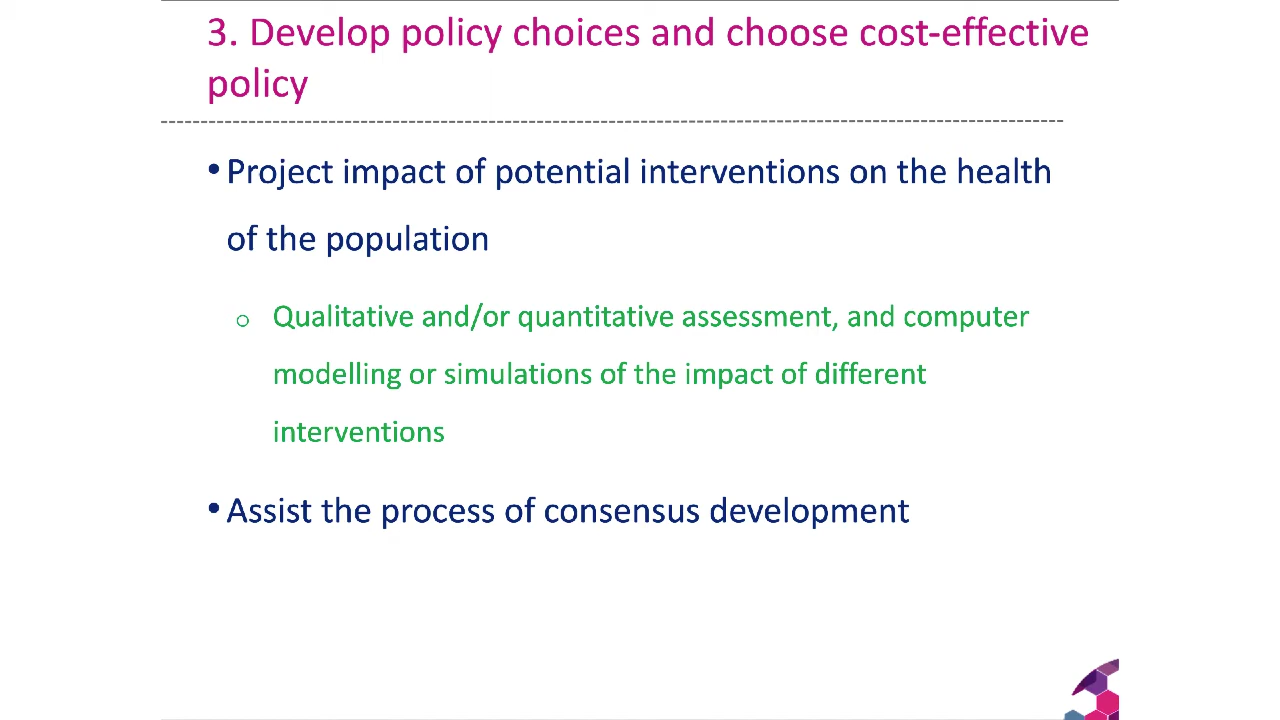 3. Develop policy choices and choose cost-effective
policy
• Project impact of potential interventions on the health
of the population
o Qualitative and/or quantitative assessment, and computer
modelling or simulations of the impact of different
interventions
• Assist the process of consensus development